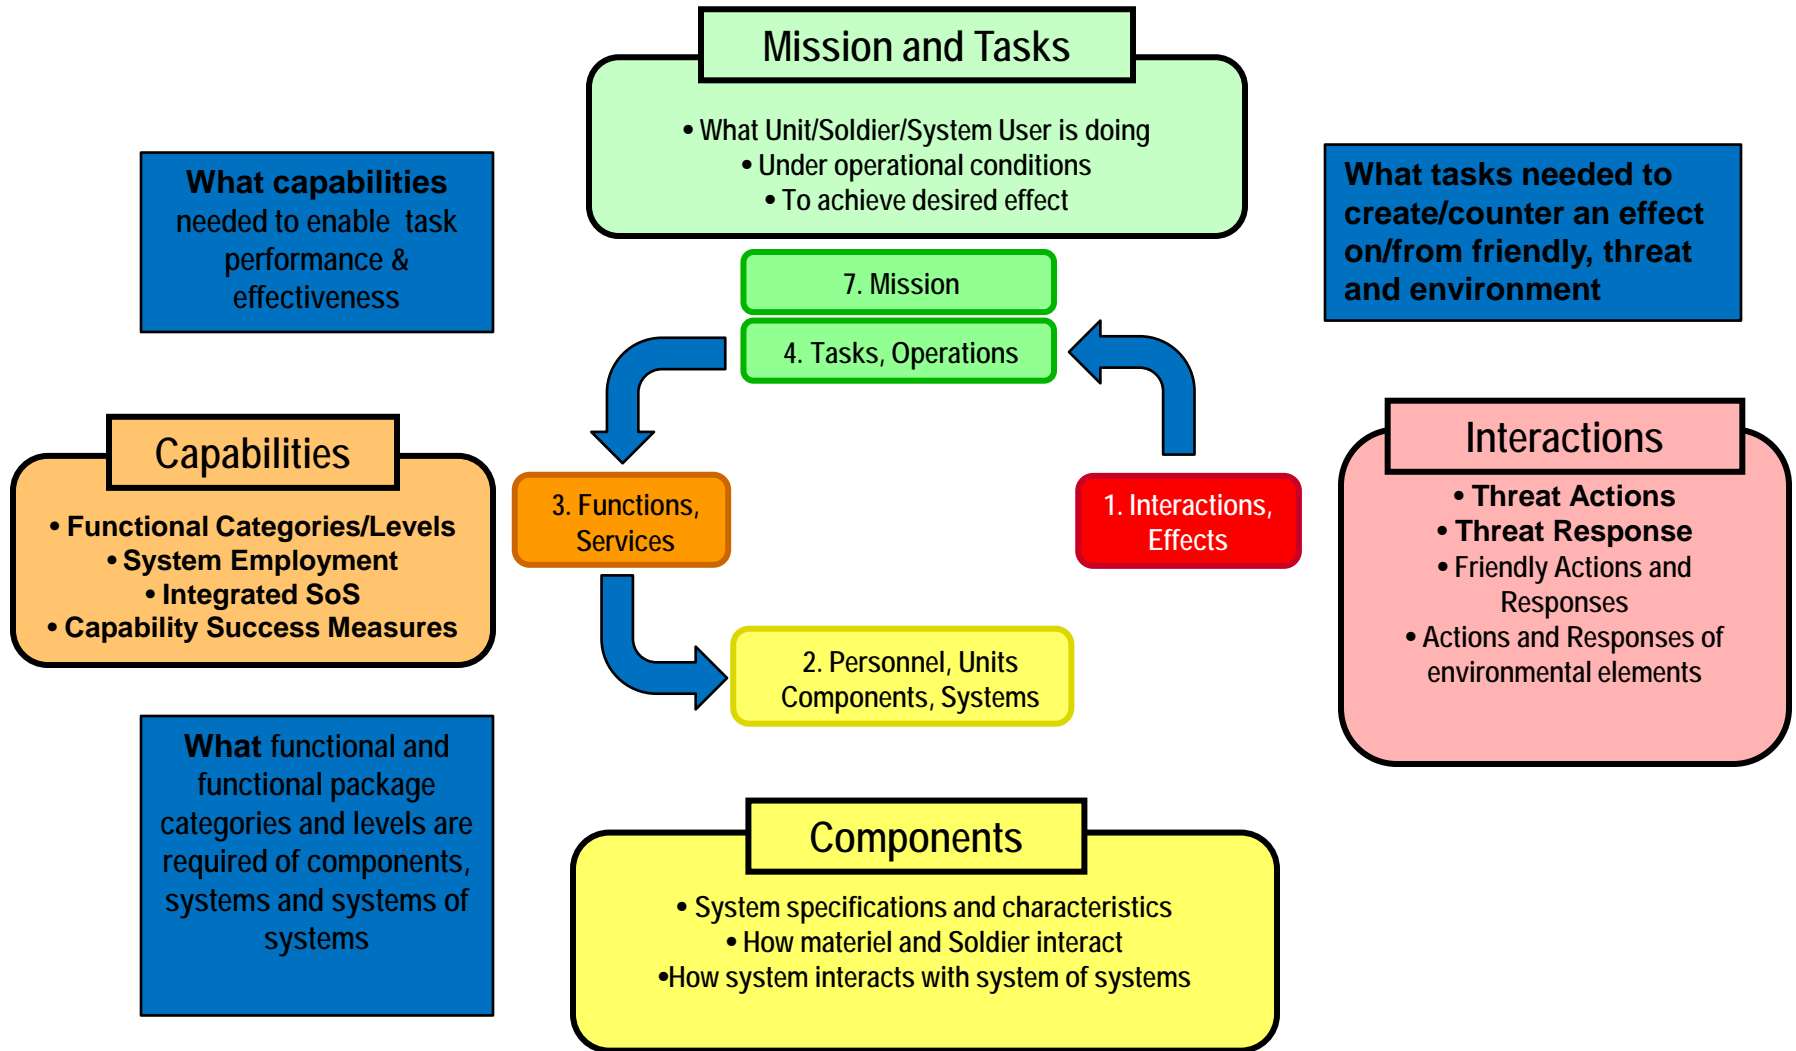 Mission and Tasks
• What Unit/Soldier/System User is doing
• Under operational conditions
• To achieve desired effect
What capabilities
needed to enable task
performance &
effectiveness
What tasks needed to
create/counter an effect
on/from friendly, threat
and environment
7. Mission
4. Tasks, Operations
Capabilities
• Functional Categories/Levels
• System Employment
• Integrated SoS
• Capability Success Measures
3. Functions,
Services
1. Interactions,
Effects
Interactions
• Threat Actions
• Threat Response
• Friendly Actions and
Responses
• Actions and Responses of
environmental elements
2. Personnel, Units
Components, Systems
What functional and
functional package
categories and levels are
required of components,
systems and systems of
systems
Components
• System specifications and characteristics
• How materiel and Soldier interact
•How system interacts with system of systems